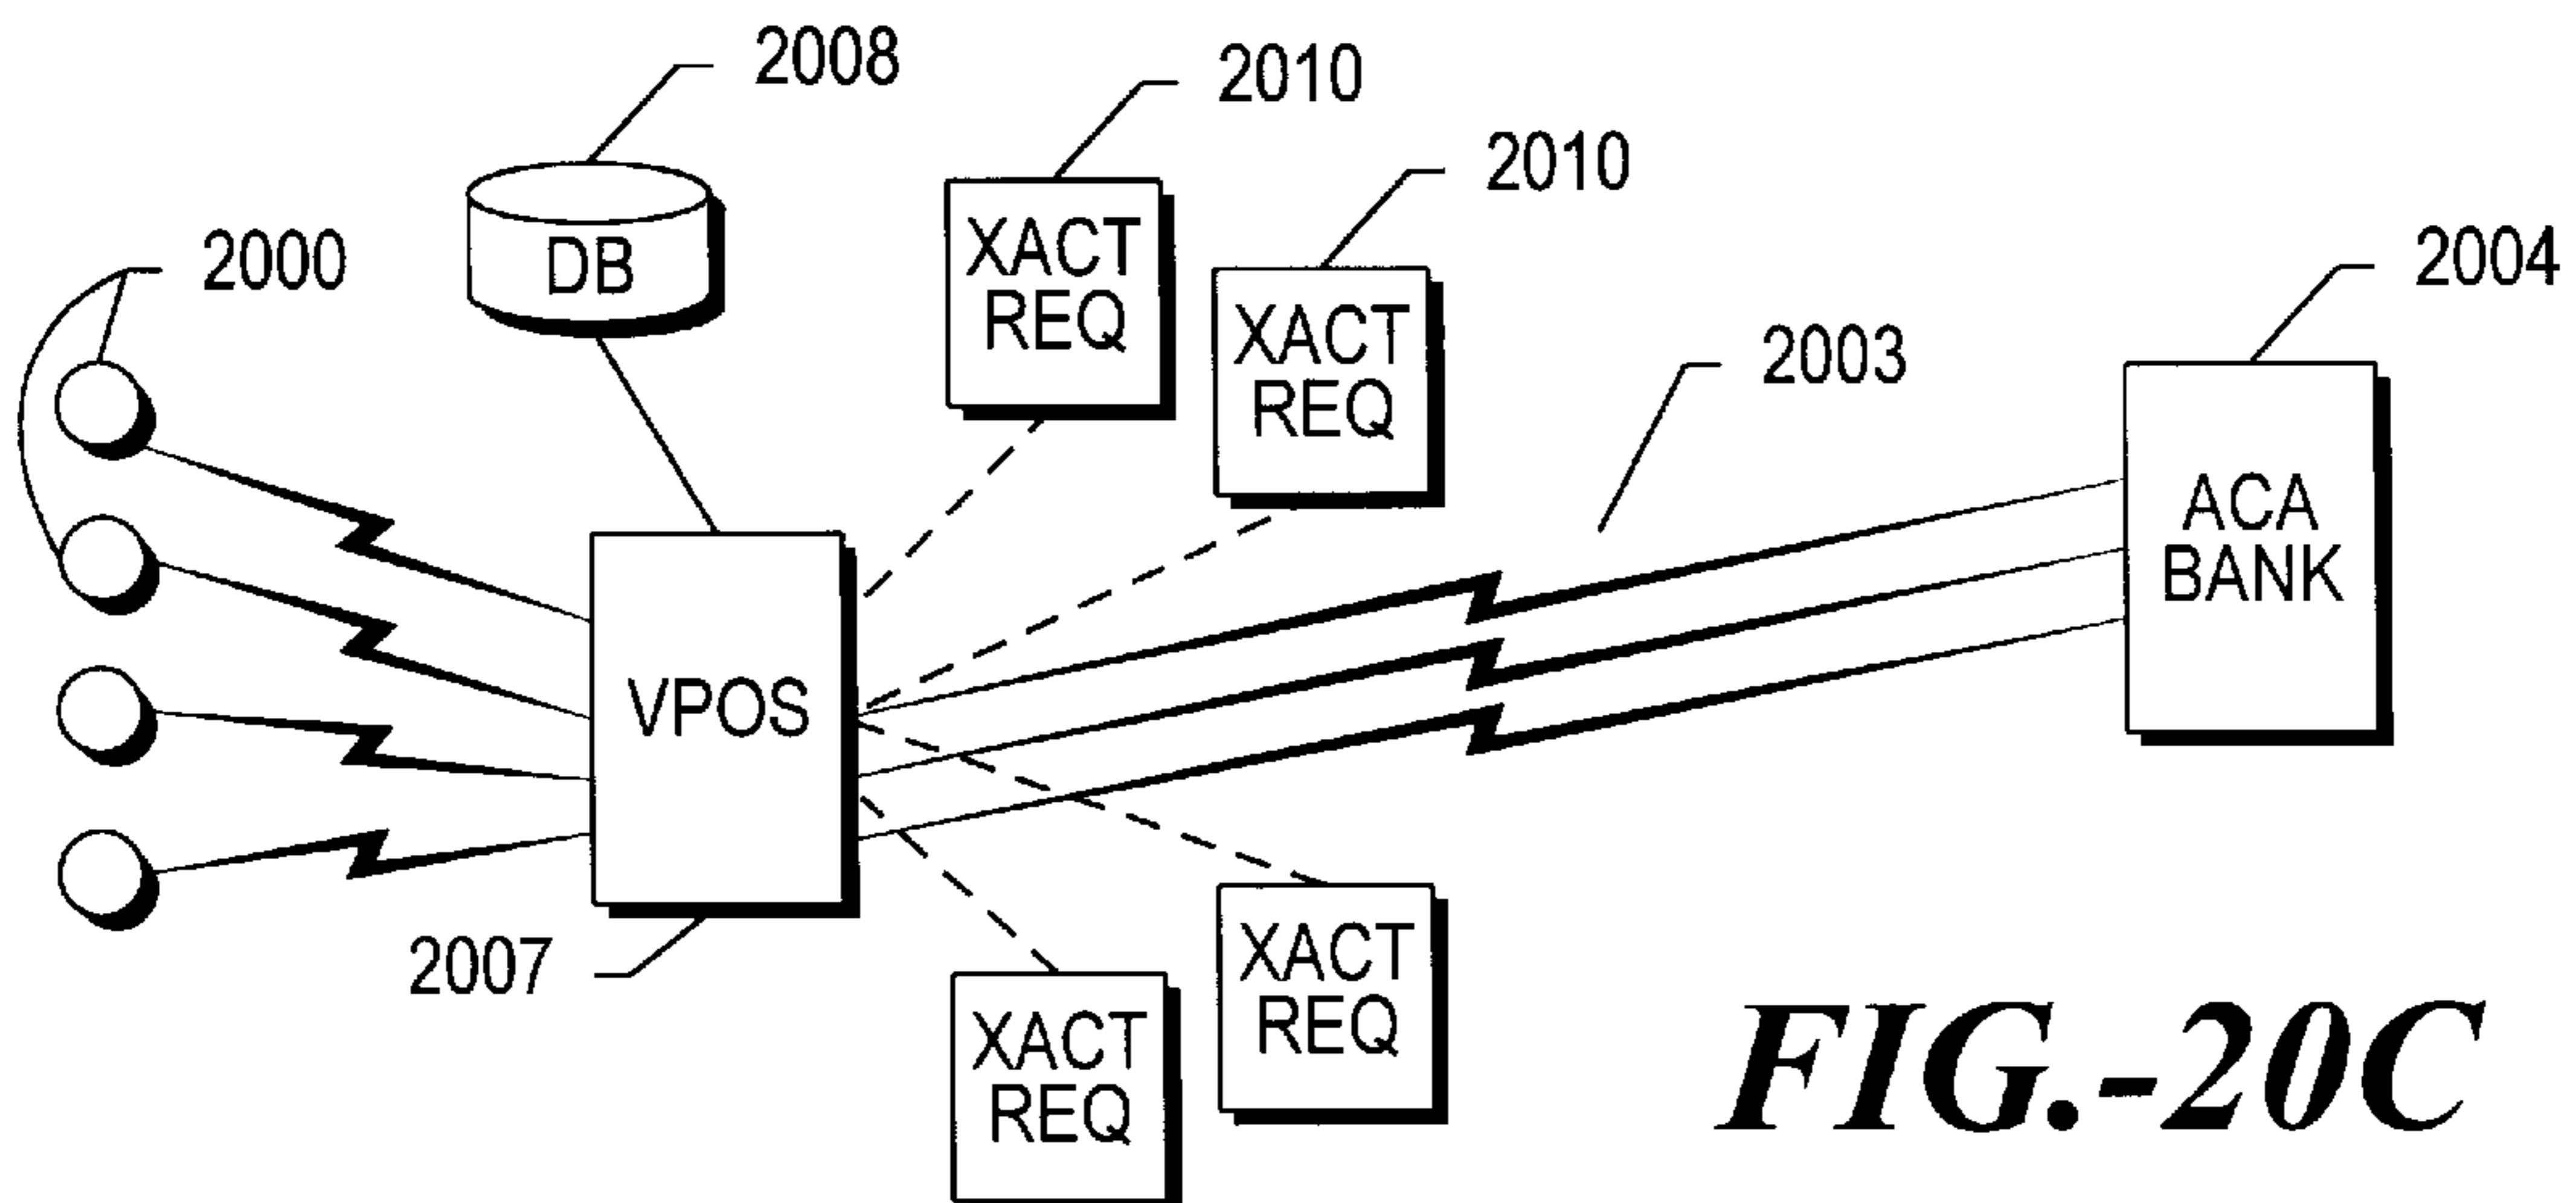 2008
2010
2010
2000
DB
XACT
REQ
XACT
REQ
2003
2004
ACA
BANK
VPOS
2007
XACT
REQ
XACT
REQ
FIG.-20C